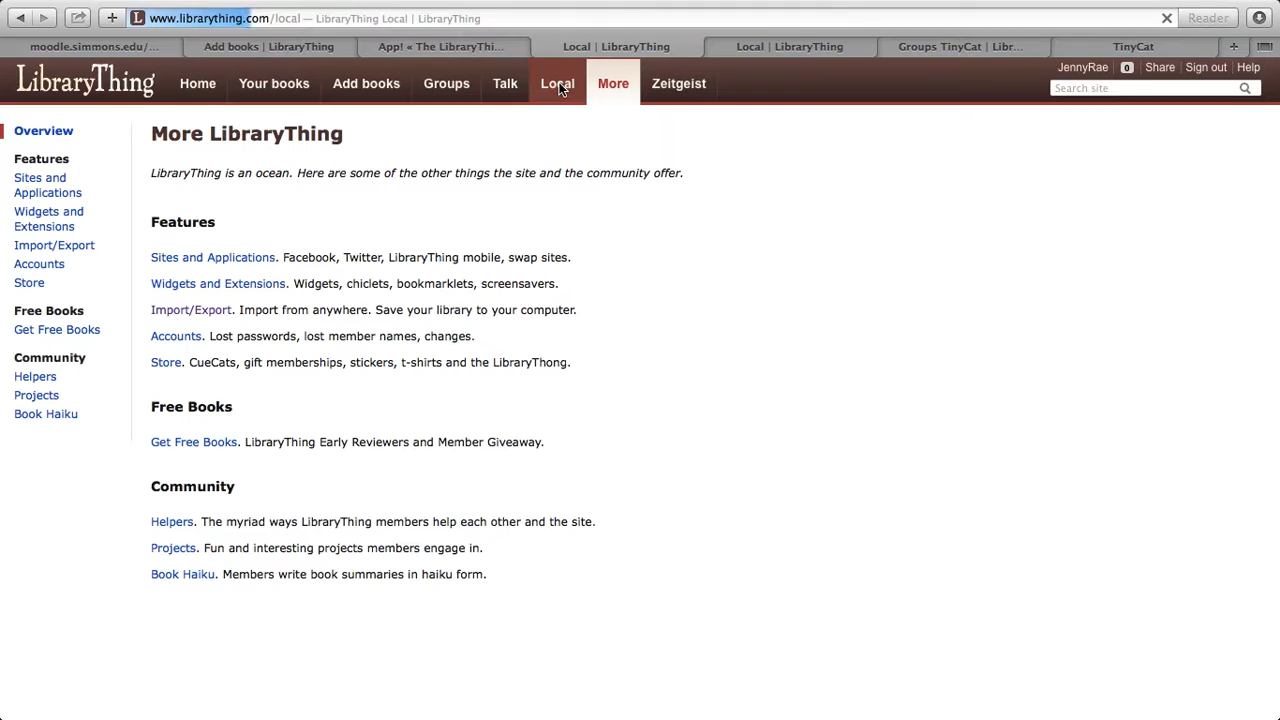 www.librarything.com/local — LibraryThing Local | LibraryThing
Reader
moodle.simmons.edu/... Add books | LibraryThing App! « The LibraryThi... Local | LibraryThing Local | LibraryThing Groups TinyCat | Libr... TinyCat
LibraryThing Home Your books Add books Groups Talk Local More Zeitgeist
JennyRae 0 Share Sign out Help
Search site
Overview
Features
Sites and
Applications
Widgets and
Extensions
Import/Export
Accounts
Store
Free Books
Get Free Books
Community
Helpers
Projects
Book Haiku
More LibraryThing
LibraryThing is an ocean. Here are some of the other things the site and the community offer.
Features
Sites and Applications. Facebook, Twitter, LibraryThing mobile, swap sites.
Widgets and Extensions. Widgets, chiclets, bookmarklets, screensavers.
Import/Export. Import from anywhere. Save your library to your computer.
Accounts. Lost passwords, lost member names, changes.
Store. CueCats, gift memberships, stickers, t-shirts and the LibraryThong.
Free Books
Get Free Books. LibraryThing Early Reviewers and Member Giveaway.
Community
Helpers. The myriad ways LibraryThing members help each other and the site.
Projects. Fun and interesting projects members engage in.
Book Haiku. Members write book summaries in haiku form.